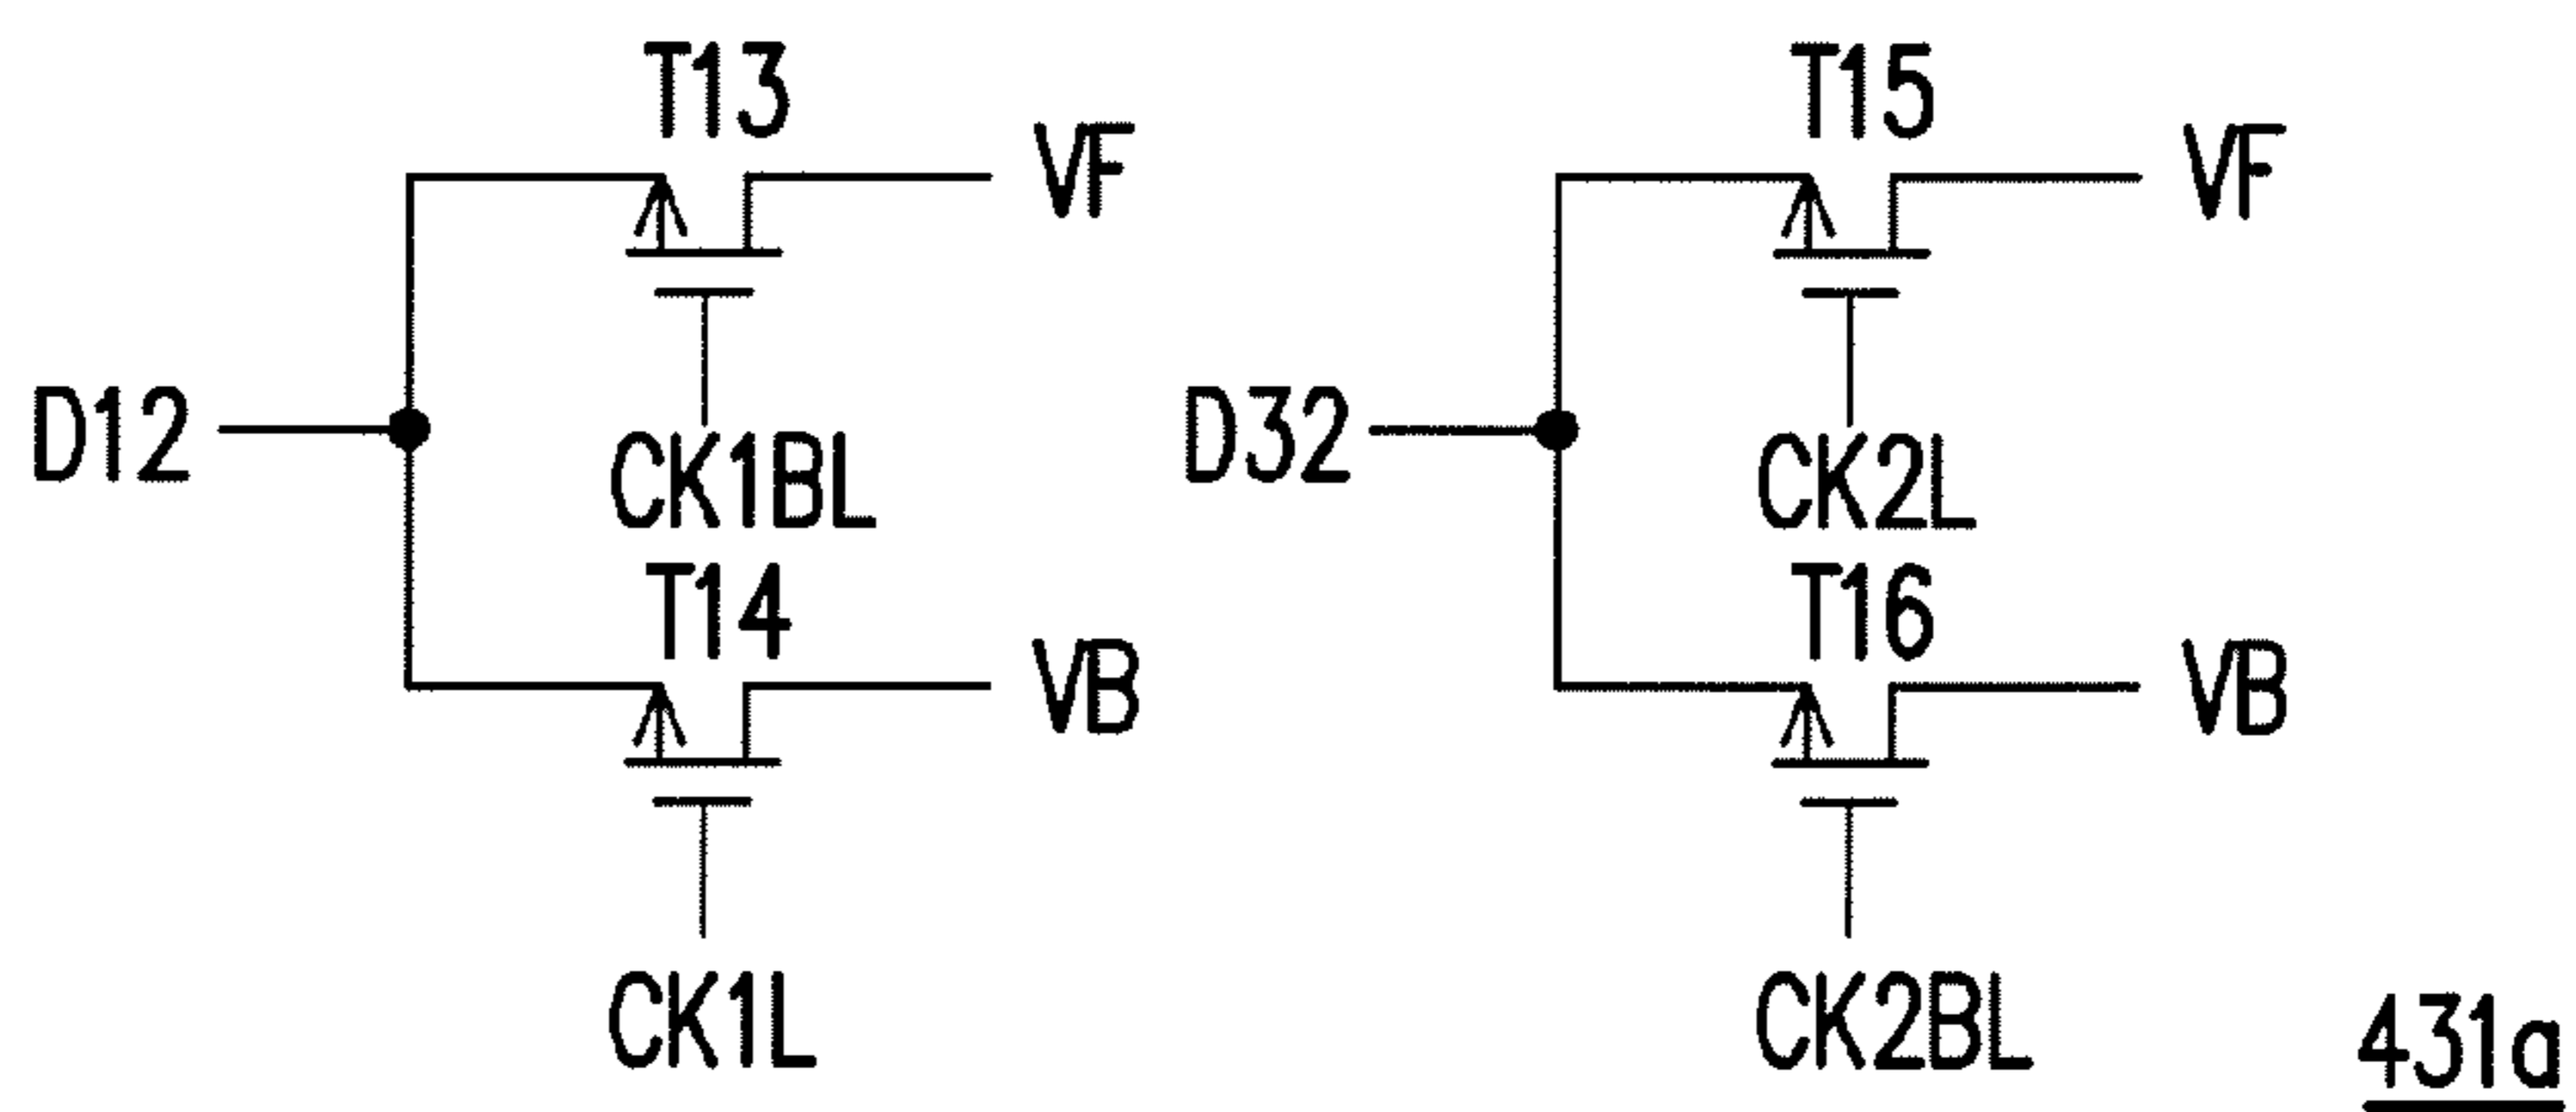 T13
VF
D12
CK1BL
T14
VB
CK1L
T15
VF
D32
CK2L
T16
VB
CK2BL
431a